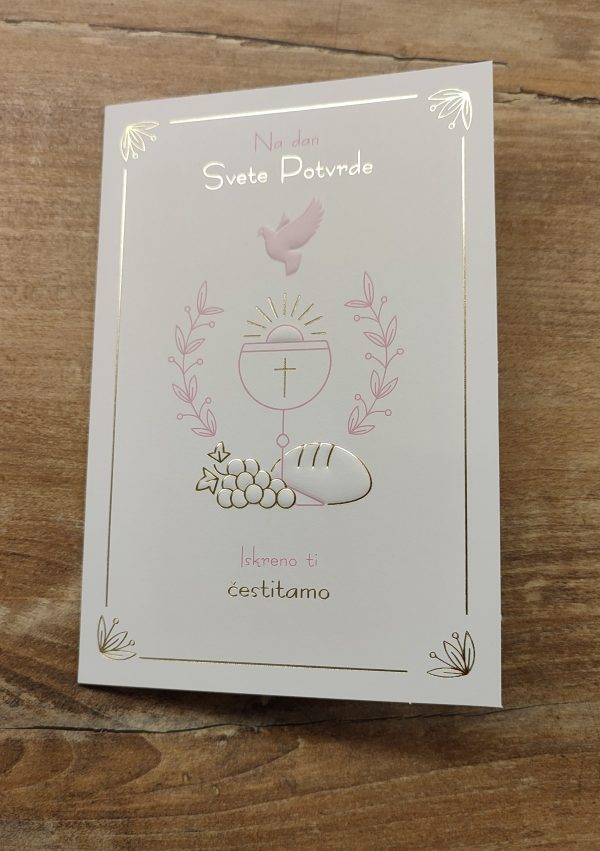 Na dan
Svete Potvrde
Iskreno ti
čestitamo